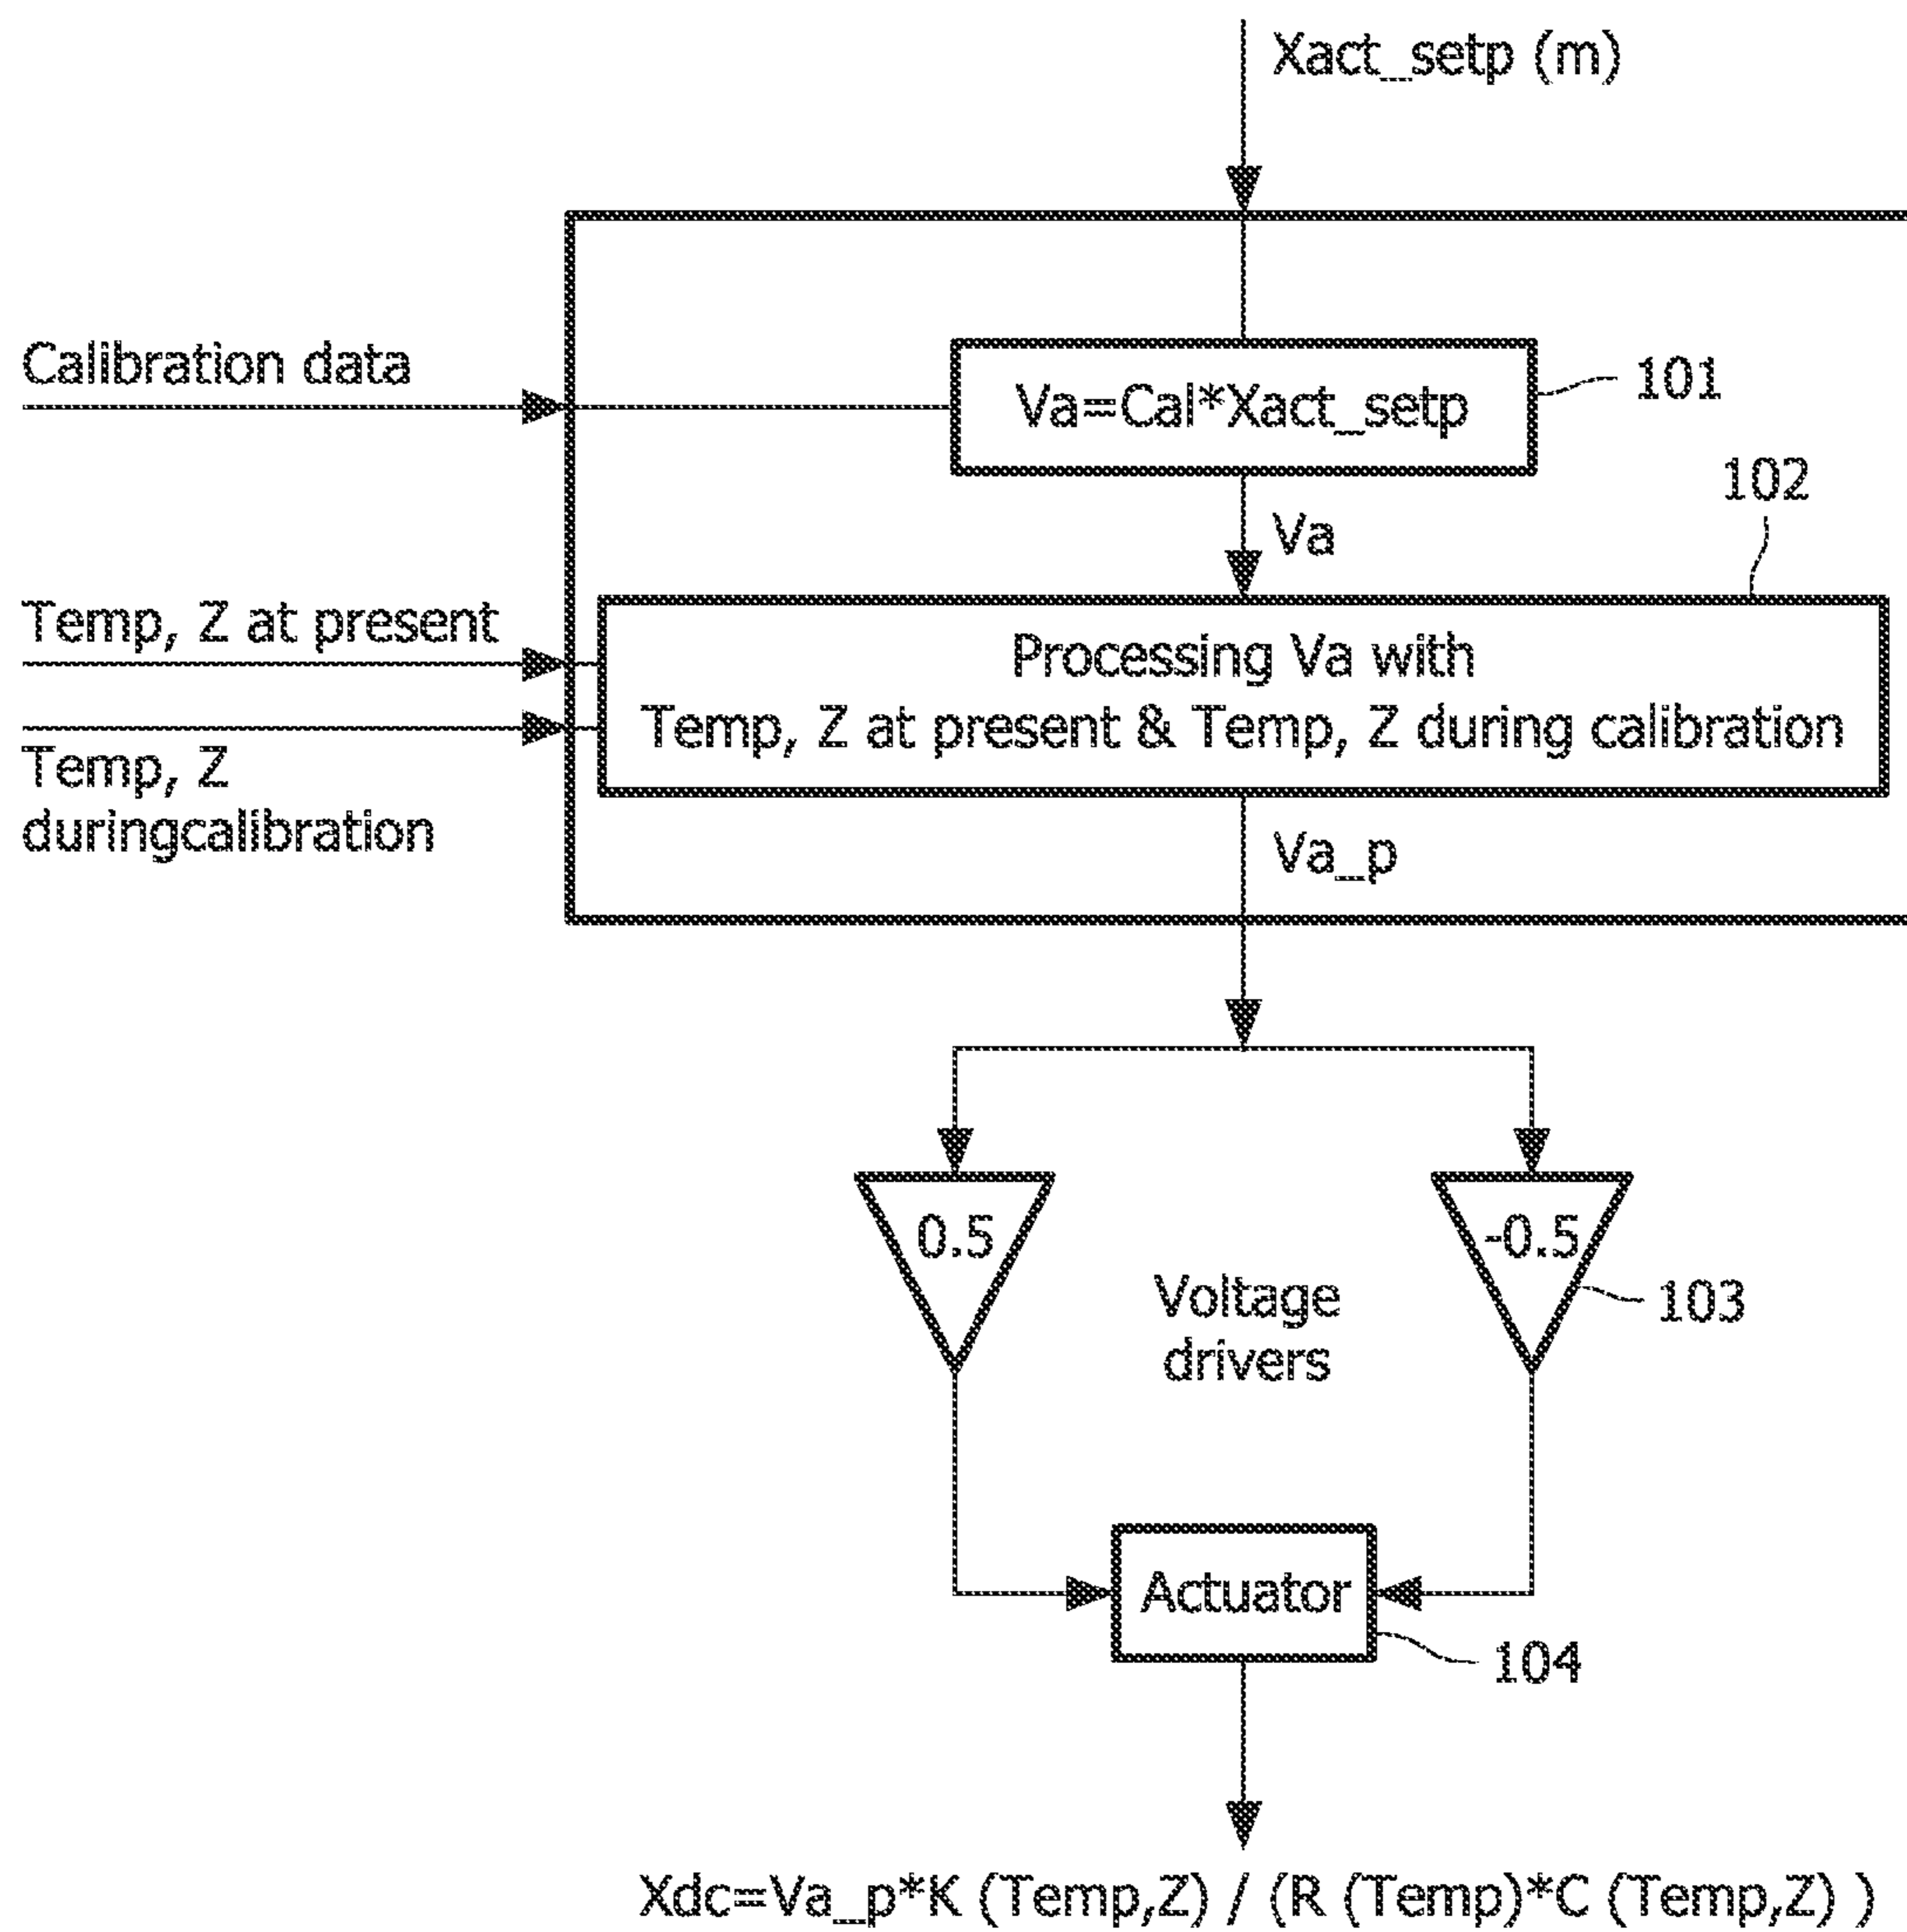 Xact_setp (m)
Calibration data
Va=Cal*Xact_setp
101
102
Va
Temp, Z at present
Processing Va with
Temp, Z at present & Temp, Z during calibration
Temp, Z
duringcalibration
Va_p
0.5
-0.5
Voltage
drivers
103
Actuator
104
Xdc=Va_p*K (Temp,Z) / (R (Temp)*C (Temp,Z) )